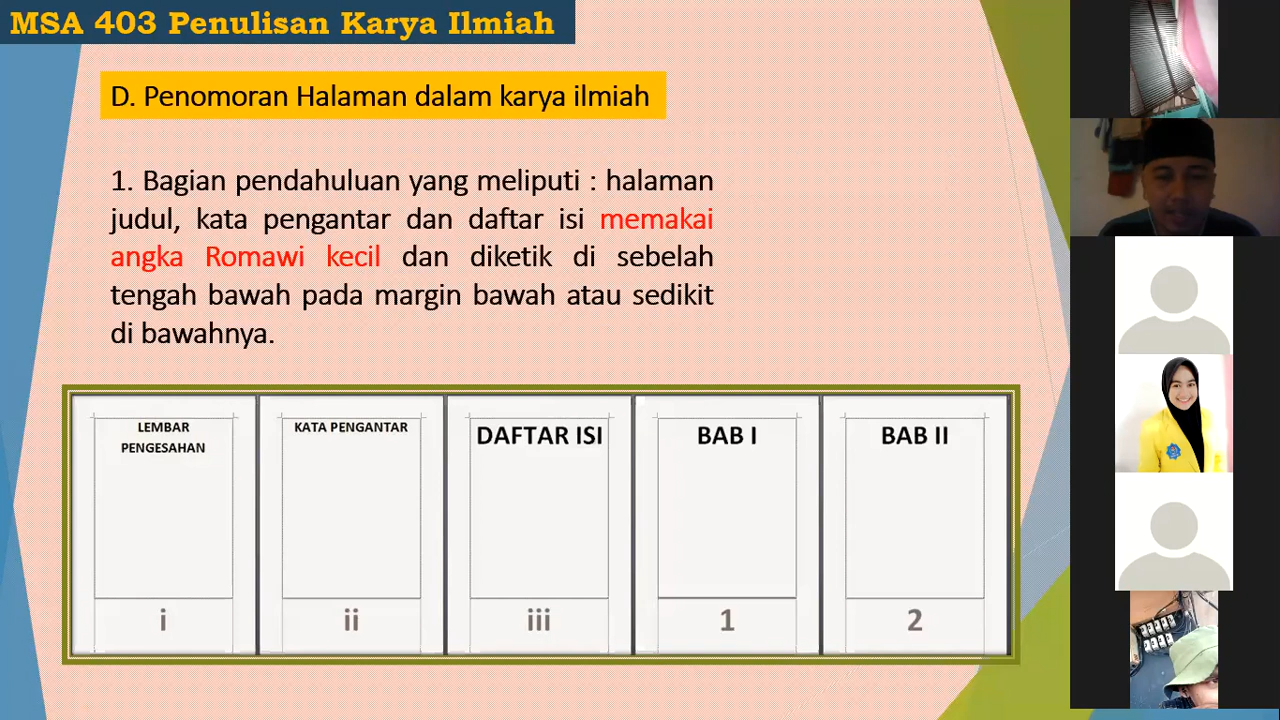 MSA 403 Penulisan Karya Ilmiah
D. Penomoran Halaman dalam karya ilmiah
1. Bagian pendahuluan yang meliputi : halaman
judul, kata pengantar dan daftar isi memakai
angka Romawi kecil dan diketik di sebelah
tengah bawah pada margin bawah atau sedikit
di bawahnya.
LEMBAR
PENGESAHAN
i
KATA PENGANTAR
ii
DAFTAR ISI
iii
BAB I
1
BAB II
2